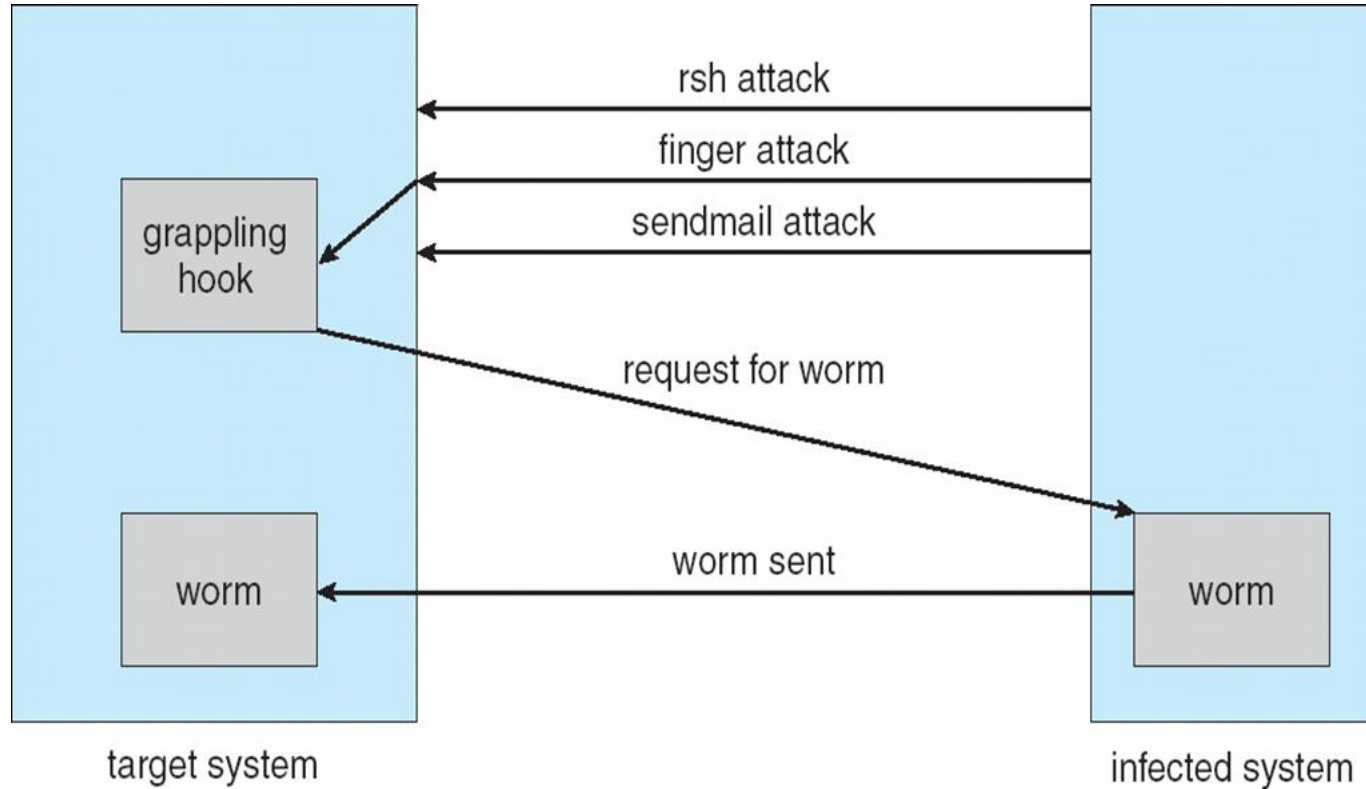 rsh attack
finger attack
sendmail attack
grappling
hook
request for worm
worm sent
worm
worm
target system
infected system